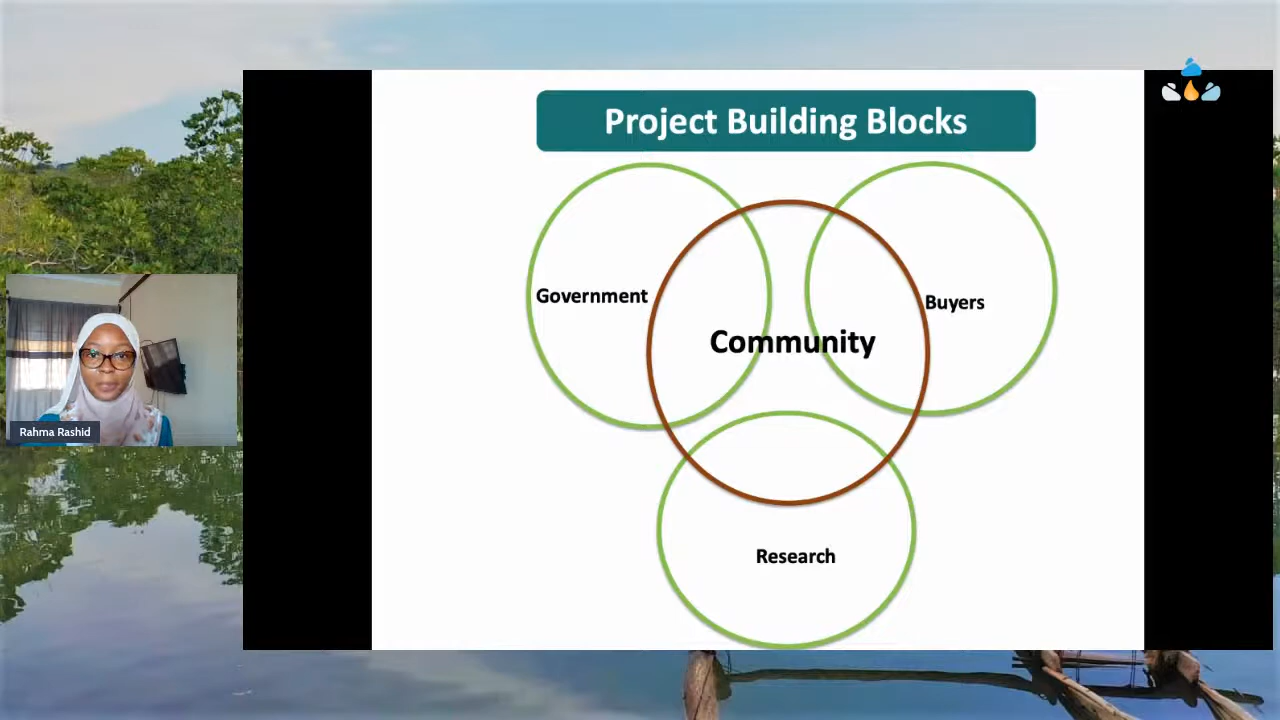 Project Building Blocks
Government
Buyers
Community
Research
Rahma Rashid